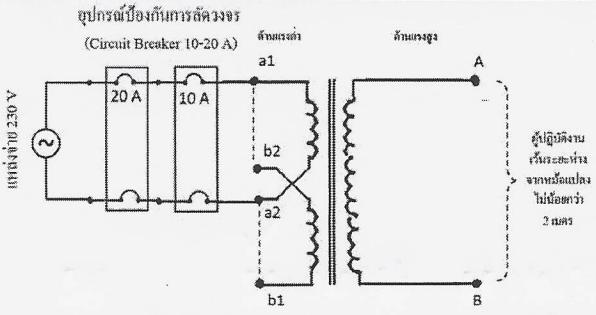 อุปกรณ์ป้องกันการลัดวงจร
(Circuit Breaker 10-20 A)
ด้านแรงต่ำ
ด้านแรงสูง
a1
A
20 A
10 A
แหล่งจ่าย 230 V
b2
a2
ผู้ปฏิบัติงาน
เว้นระยะห่าง
จากหม้อแปลง
ไม่น้อยกว่า
2 เมตร
b1
B